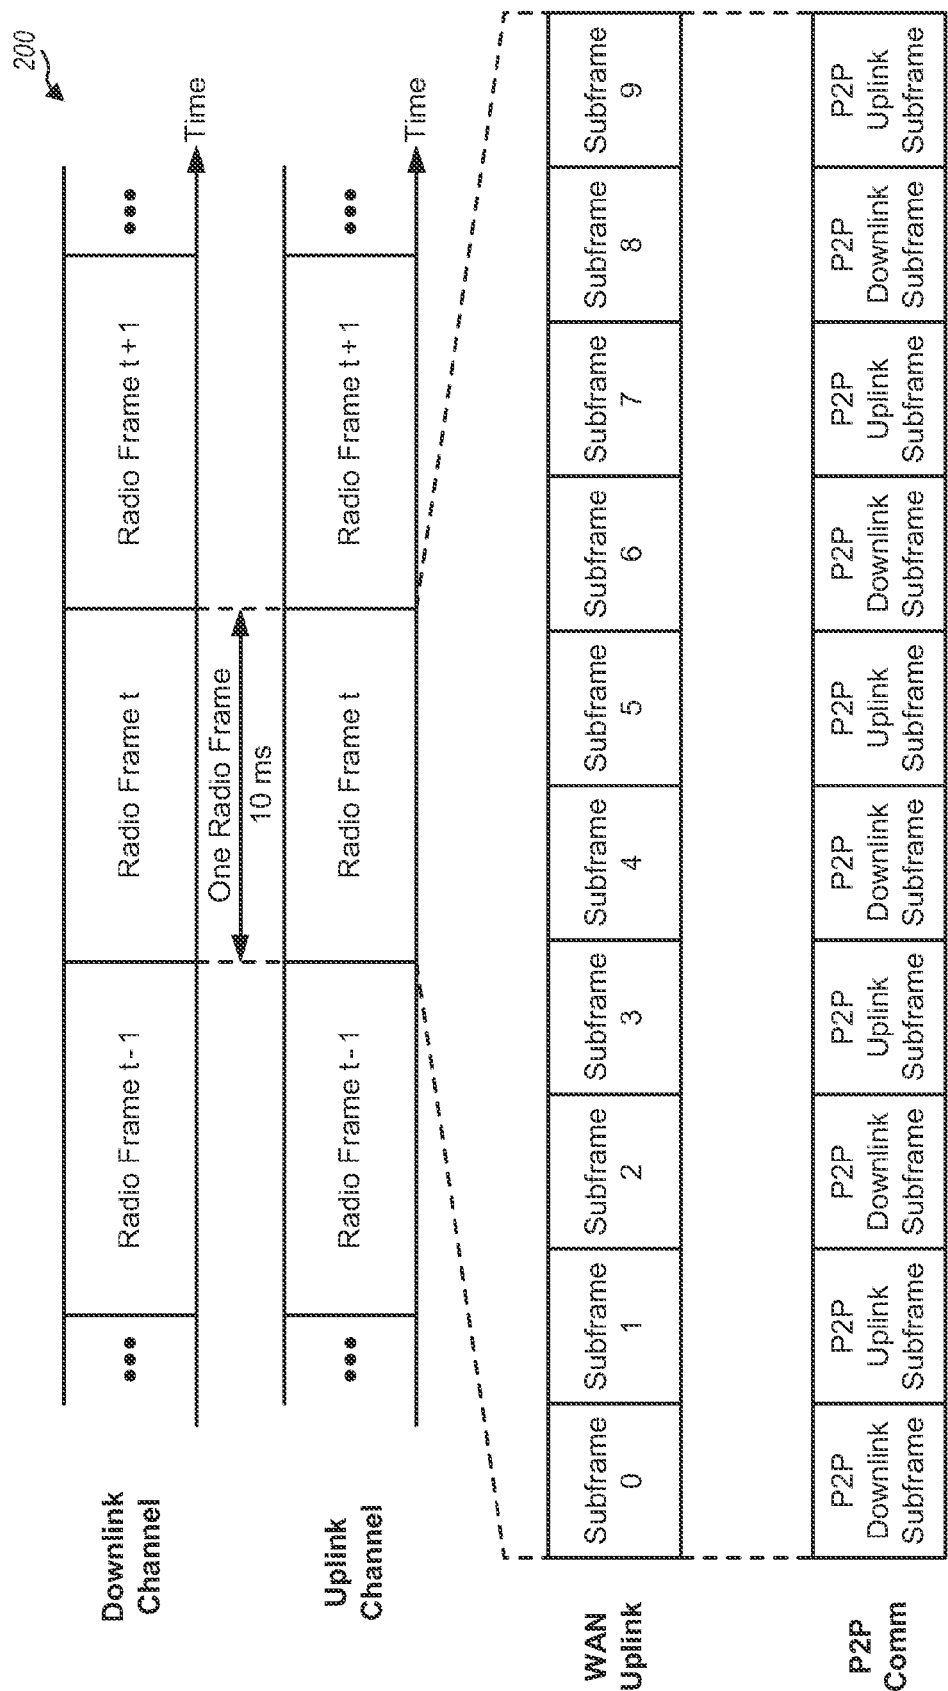 200
Downlink
Channel
•••
Radio Frame t - 1
Radio Frame t
Radio Frame t + 1
•••
Time
One Radio Frame
10 ms
Uplink
Channel
•••
Radio Frame t - 1
Radio Frame t
Radio Frame t + 1
•••
Time
WAN
Uplink
Subframe
0
Subframe
1
Subframe
2
Subframe
3
Subframe
4
Subframe
5
Subframe
6
Subframe
7
Subframe
8
Subframe
9
P2P
Comm
P2P
Downlink
Subframe
P2P
Uplink
Subframe
P2P
Downlink
Subframe
P2P
Uplink
Subframe
P2P
Downlink
Subframe
P2P
Uplink
Subframe
P2P
Downlink
Subframe
P2P
Uplink
Subframe
P2P
Downlink
Subframe
P2P
Uplink
Subframe